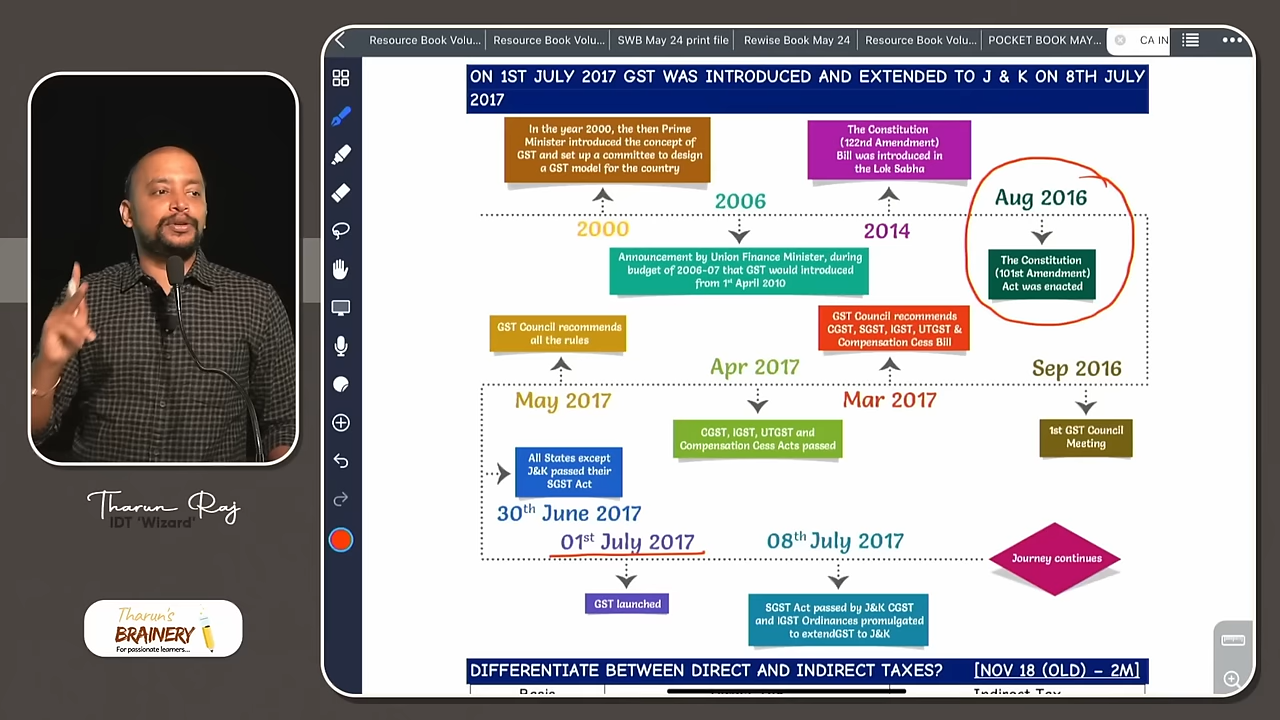 Resource Book Volu...
Resource Book Volu...
SWB May 24 print file
Rewise Book May 24
Resource Book Volu...
POCKET BOOK MAY...
CA IN
ON 1ST JULY 2017 GST WAS INTRODUCED AND EXTENDED TO J & K ON 8TH JULY
2017
In the year 2000, the then Prime
Minister introduced the concept of
GST and set up a committee to design
a GST model for the country
The Constitution
(122nd Amendment)
Bill was introduced in
the Lok Sabha
2000
2006
2014
Aug 2016
Announcement by Union Finance Minister, during
budget of 2006-07 that GST would introduced
from 1st April 2010
The Constitution
(101st Amendment)
Act was enacted
GST Council recommends
all the rules
GST Council recommends
CGST, SGST, IGST, UTGST &
Compensation Cess Bill
May 2017
Apr 2017
Mar 2017
Sep 2016
CGST, IGST, UTGST and
Compensation Cess Acts passed
1st GST Council
Meeting
All States except
J&K passed their
SGST Act
30th June 2017
01st July 2017
08th July 2017
Journey continues
GST launched
SGST Act passed by J&K CGST
and IGST Ordinances promulgated
to extendGST to J&K
DIFFERENTIATE BETWEEN DIRECT AND INDIRECT TAXES? [NOV 18 (OLD) – 2M]
Basis
Indirect Tax
Tharun Raj
IDT 'Wizard'
Tharun's
BRAINERY
For passionate learners...